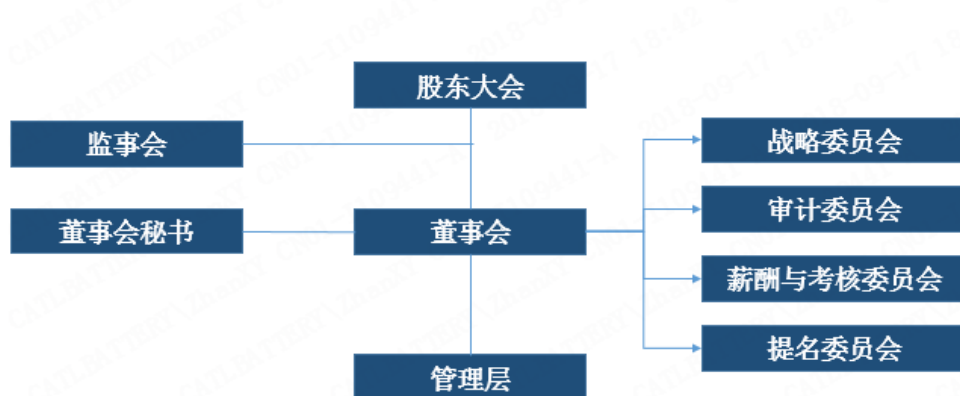 股东大会
监事会
战略委员会
审计委员会
董事会秘书
董事会
薪酬与考核委员会
提名委员会
管理层